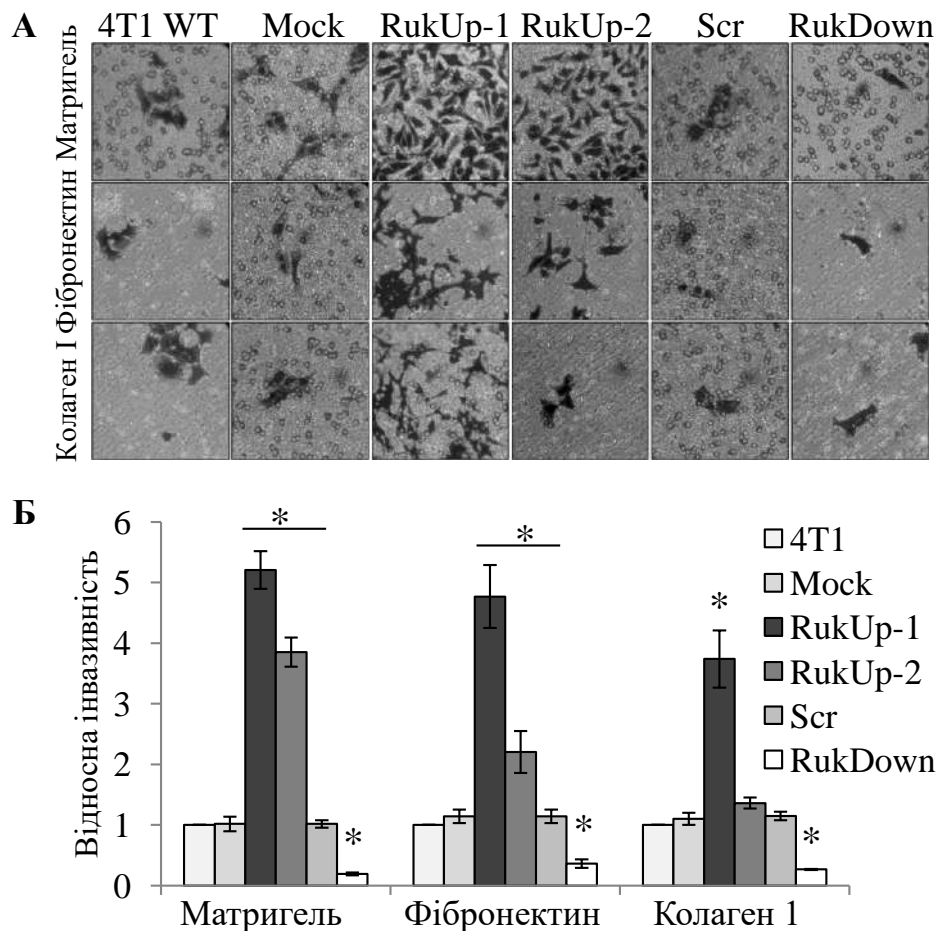 А
4T1 WT Mock RukUp-1 RukUp-2 Scr RukDown
Матригель
Фібронектин
Колаген I
Б
Відносна інвазивність
6
5
4
3
2
1
0
* * * * * *
4T1
Mock
RukUp-1
RukUp-2
Scr
RukDown
Матригель Фібронектин Колаген 1